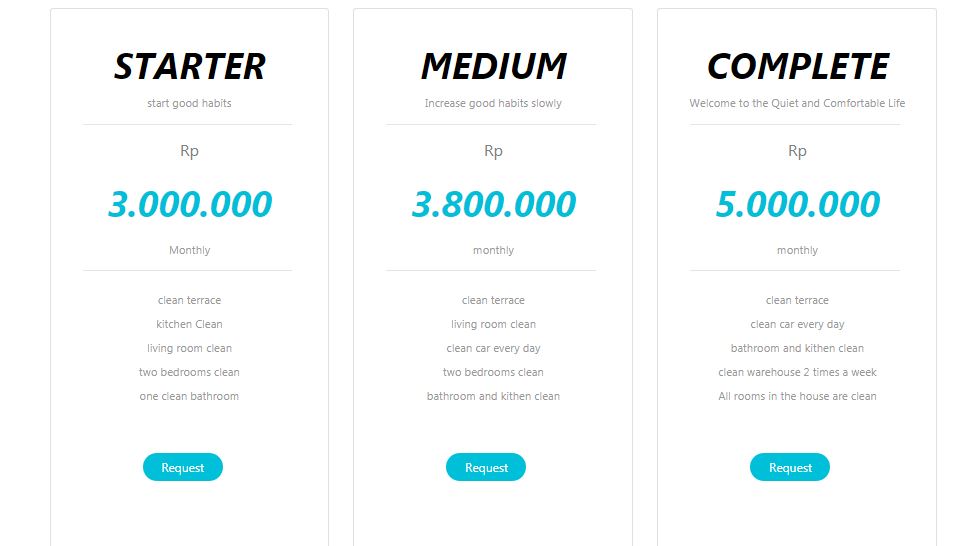 STARTER
start good habits
Rp
3.000.000
Monthly
clean terrace
kitchen Clean
living room clean
two bedrooms clean
one clean bathroom
Request
MEDIUM
Increase good habits slowly
Rp
3.800.000
monthly
clean terrace
living room clean
clean car every day
two bedrooms clean
bathroom and kithen clean
Request
COMPLETE
Welcome to the Quiet and Comfortable Life
Rp
5.000.000
monthly
clean terrace
clean car every day
bathroom and kithen clean
clean warehouse 2 times a week
All rooms in the house are clean
Request